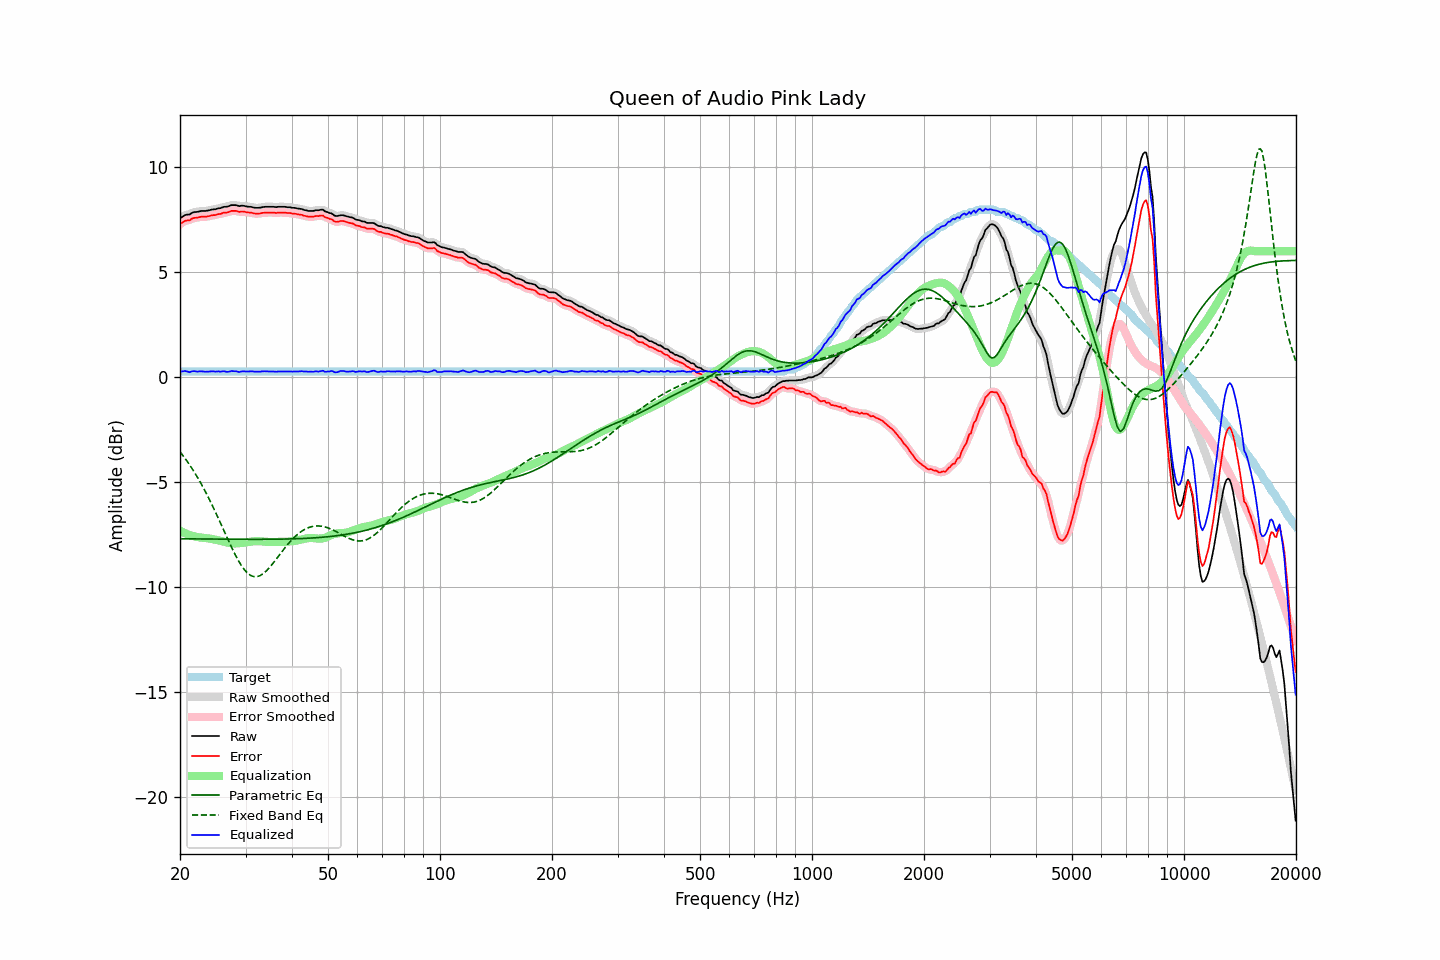 Queen of Audio Pink Lady
10
5
0
−5
−10
−15
−20
Amplitude (dBr)
Target
Raw Smoothed
Error Smoothed
Raw
Error
Equalization
Parametric Eq
Fixed Band Eq
Equalized
20 50 100 200 500 1000 2000 5000 10000 20000
Frequency (Hz)